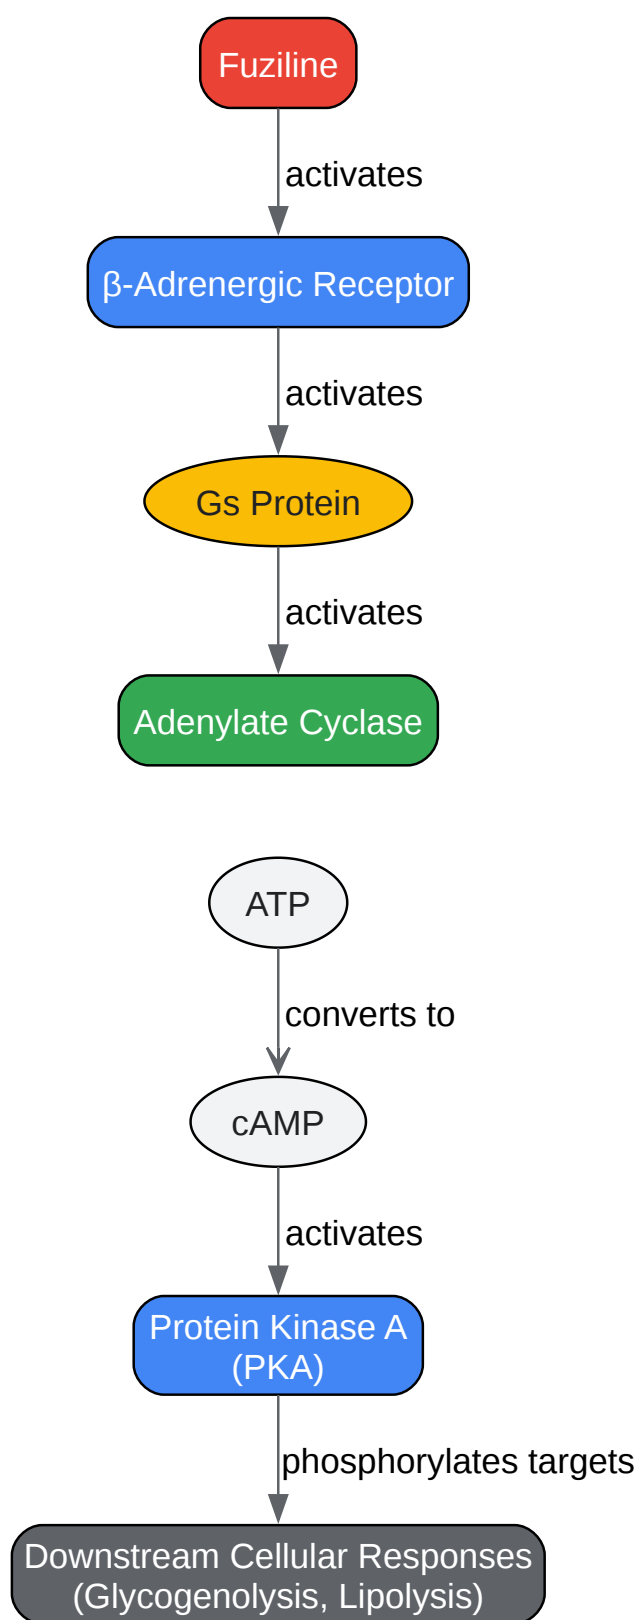 Fuziline
activates
β-Adrenergic Receptor
activates
Gs Protein
activates
Adenylate Cyclase
ATP
converts to
cAMP
activates
Protein Kinase A
(PKA)
phosphorylates targets
Downstream Cellular Responses
(Glycogenolysis, Lipolysis)